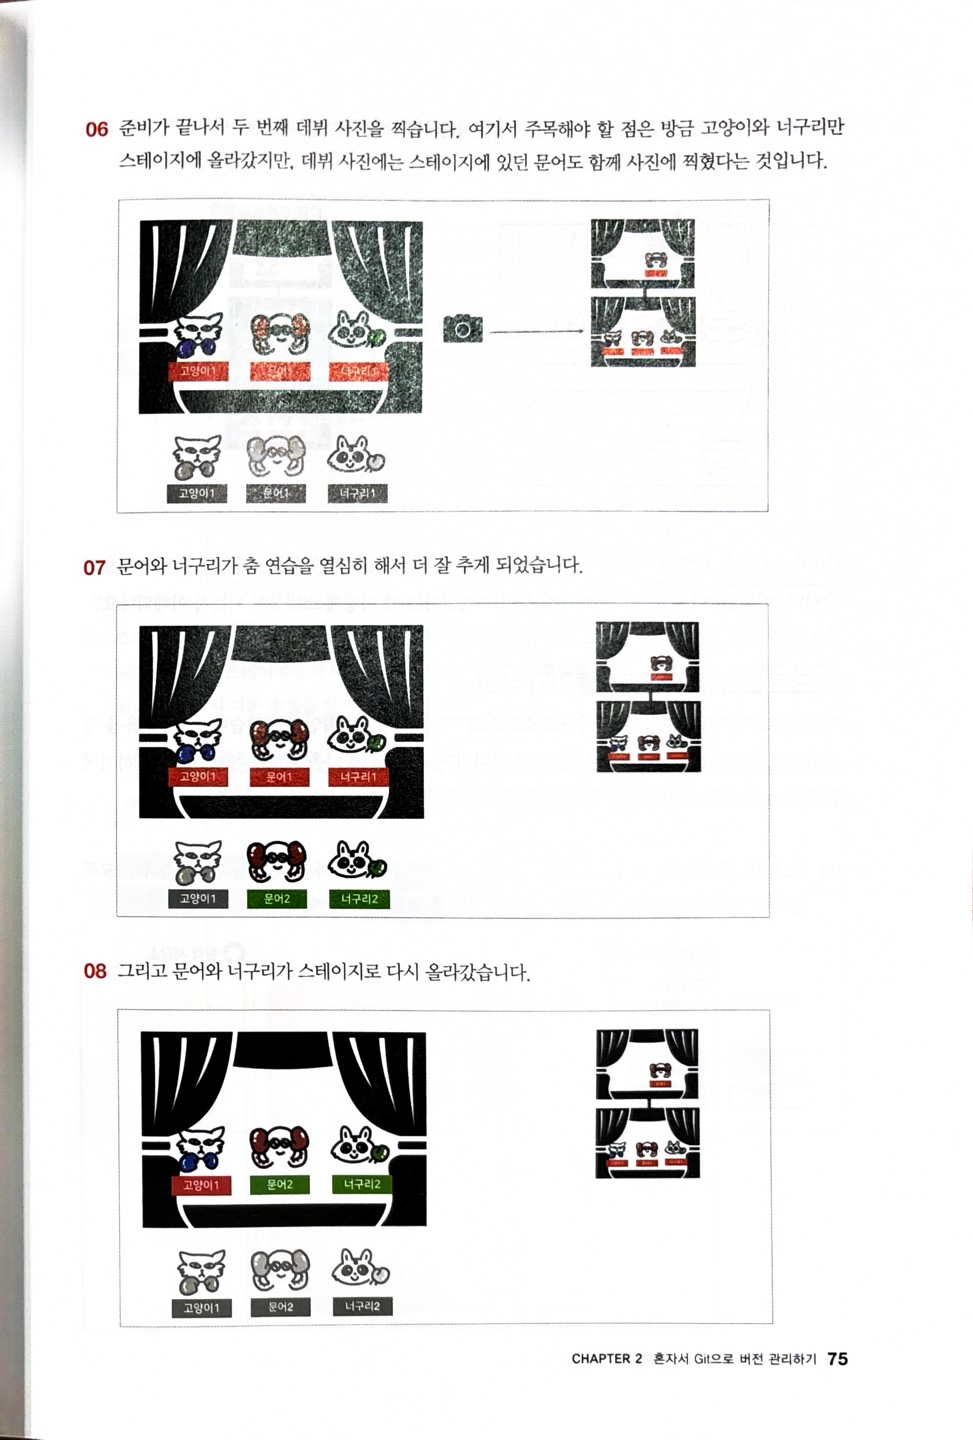 06 준비가 끝나서 두 번째 데뷔 사진을 찍습니다. 여기서 주목해야 할 점은 방금 고양이와 너구리만
스테이지에 올라갔지만, 데뷔 사진에는 스테이지에 있던 문어도 함께 사진에 찍혔다는 것입니다.
고양이1 문어1 너구리1
고양이1 문어1 너구리1
07 문어와 너구리가 춤 연습을 열심히 해서 더 잘 추게 되었습니다.
고양이1 문어1 너구리1
고양이1 문어2 너구리2
08 그리고 문어와 너구리가 스테이지로 다시 올라갔습니다.
고양이1 문어2 너구리2
고양이1 문어2 너구리2
CHAPTER 2 혼자서 Git으로 버전 관리하기 75